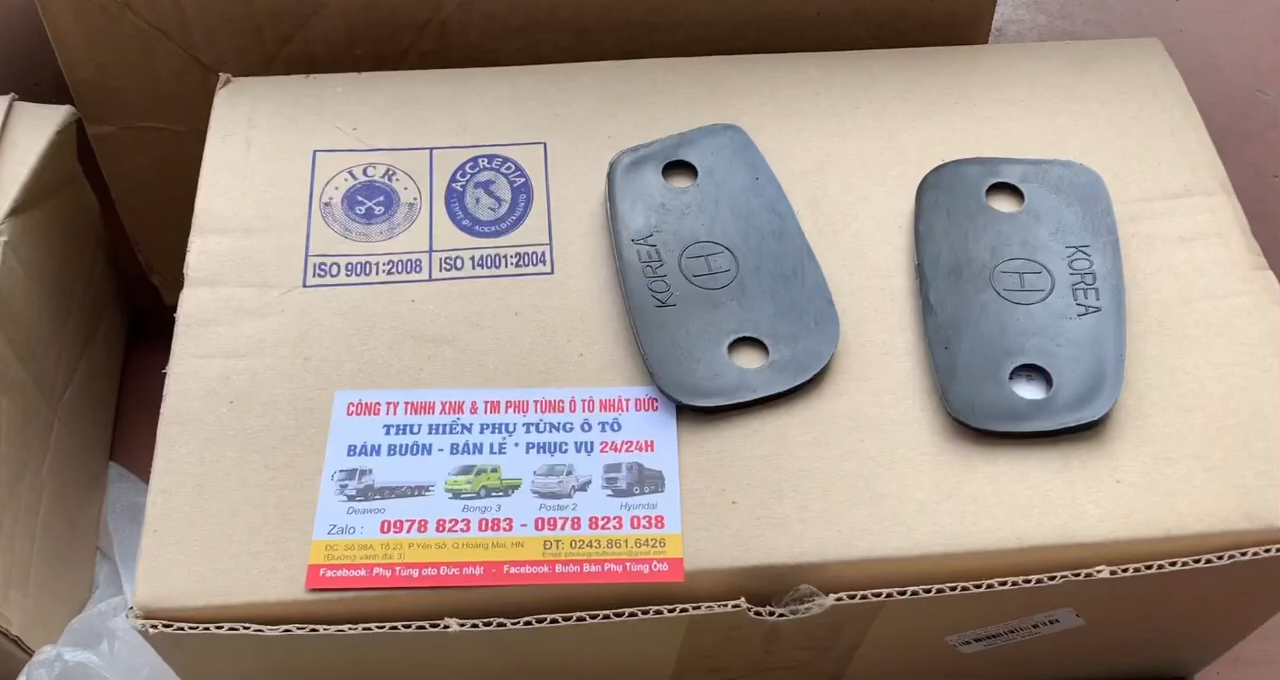 ICR
ACCREDIA
L'ENTE DI ACCREDITAMENTO
ISO 9001:2008
ISO 14001:2004
KOREA
H
H
KOREA
CÔNG TY TNHH XNK & TM PHỤ TÙNG Ô TÔ NHẬT ĐỨC
THU HIỀN PHỤ TÙNG Ô TÔ
BÁN BUÔN - BÁN LẺ * PHỤC VỤ 24/24H
Deawoo Bongo 3 Poster 2 Hyundai
Zalo : 0978 823 083 - 0978 823 038
ĐC: Số 98A, Tổ 23, P.Yên Sở, Q.Hoàng Mai, HN
(Đường vành đai 3)
ĐT: 0243.861.6426
Email:
Facebook: Phụ Tùng oto Đức nhật - Facebook: Buôn Bán Phụ Tùng Ôtô